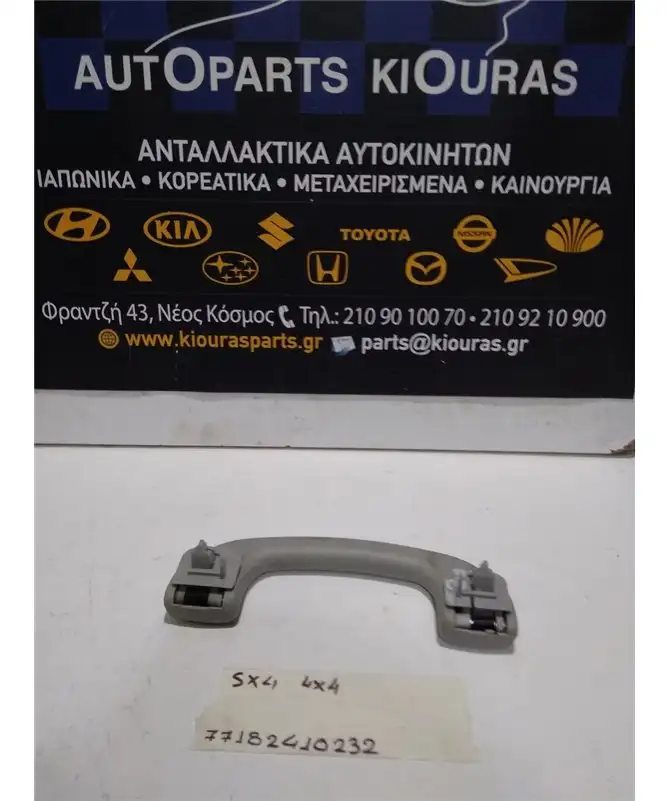 AUTOPARTS KIOURAS
ΑΝΤΑΛΛΑΚΤΙΚΑ ΑΥΤΟΚΙΝΗΤΩΝ
ΙΑΠΩΝΙΚΑ • ΚΟΡΕΑΤΙΚΑ • ΜΕΤΑΧΕΙΡΙΣΜΕΝΑ • ΚΑΙΝΟΥΡΓΙΑ
KIA TOYOTA NISSAN
Φραντζή 43, Νέος Κόσμος Τηλ.: 210 90 100 70 • 210 92 10 900
www.kiourasparts.gr parts@kiouras.gr
SX4 4x4
77182410232